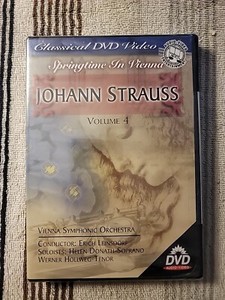 Classical DVD Video
Springtime In Vienna
JOHANN STRAUSS
VOLUME 4
VIENNA SYMPHONIC ORCHESTRA
CONDUCTOR: ERICH LEINSDORF
SOLOISTS: HELEN DONATH-SOPRANO
WERNER HOLLWEG-TENOR
DVD